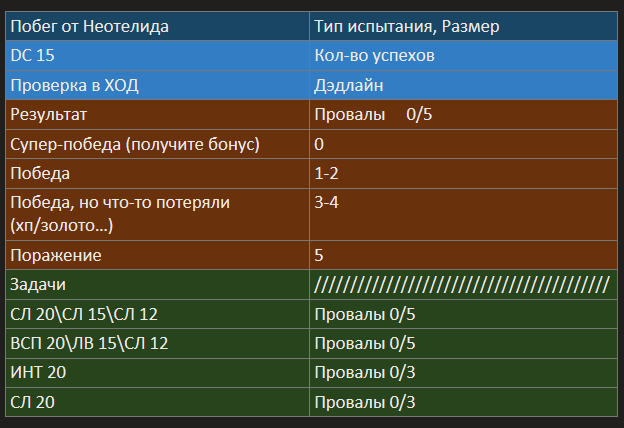 Побег от Неотелида Тип испытания, Размер
DC 15 Кол-во успехов
Проверка в ХОД Дэдлайн
Результат Провалы 0/5
Супер-победа (получите бонус) 0
Победа 1-2
Победа, но что-то потеряли 3-4
(хп/золото...)
Поражение 5
Задачи ////////////////////////////////////////
СЛ 20\СЛ 15\СЛ 12 Провалы 0/5
ВСП 20\ЛВ 15\СЛ 12 Провалы 0/5
ИНТ 20 Провалы 0/3
СЛ 20 Провалы 0/3